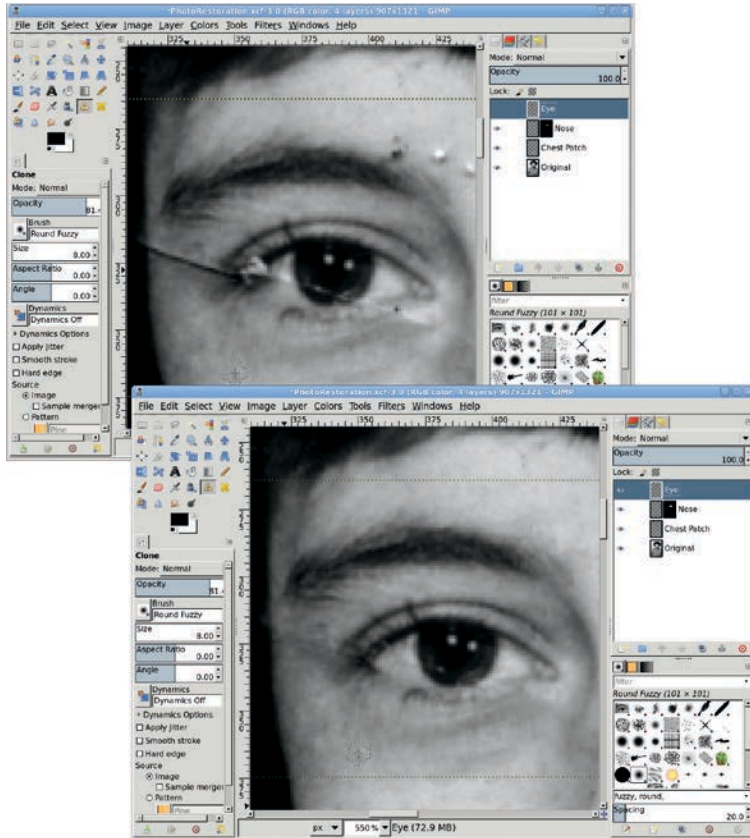 *PhotoRestoration.xcf-3.0 (RGB color, 4 layers) 907x1321 – GIMP
File Edit Select View Image Layer Colors Tools Filters Windows Help
325 350 375 400 425
Mode: Normal
Opacity
100.0
Lock:
Eye
Nose
Chest Patch
Original
Clone
Mode: Normal
Opacity
81.
Brush
Round Fuzzy
Size
8.00
Aspect Ratio
0.00
Angle
0.00
Dynamics
Dynamics Off
Dynamics Options
Apply Jitter
Smooth stroke
Hard edge
Source
Image
Sample merge
Pattern
Pine
filter
Round Fuzzy (101 × 101)
*PhotoRestoration.xcf-3.0 (RGB color, 4 layers) 907x1321 – GIMP
File Edit Select View Image Layer Colors Tools Filters Windows Help
325 350 375 400 425
Mode: Normal
Opacity
100.0
Lock:
Eye
Nose
Chest Patch
Original
Clone
Mode: Normal
Opacity
81.
Brush
Round Fuzzy
Size
8.00
Aspect Ratio
0.00
Angle
0.00
Dynamics
Dynamics Off
Dynamics Options
Apply Jitter
Smooth stroke
Hard edge
Source
Image
Sample merge
Pattern
Pine
filter
Round Fuzzy (101 × 101)
fuzzy, round,
Spacing
20.0
px 550% Eye (72.9 MB)